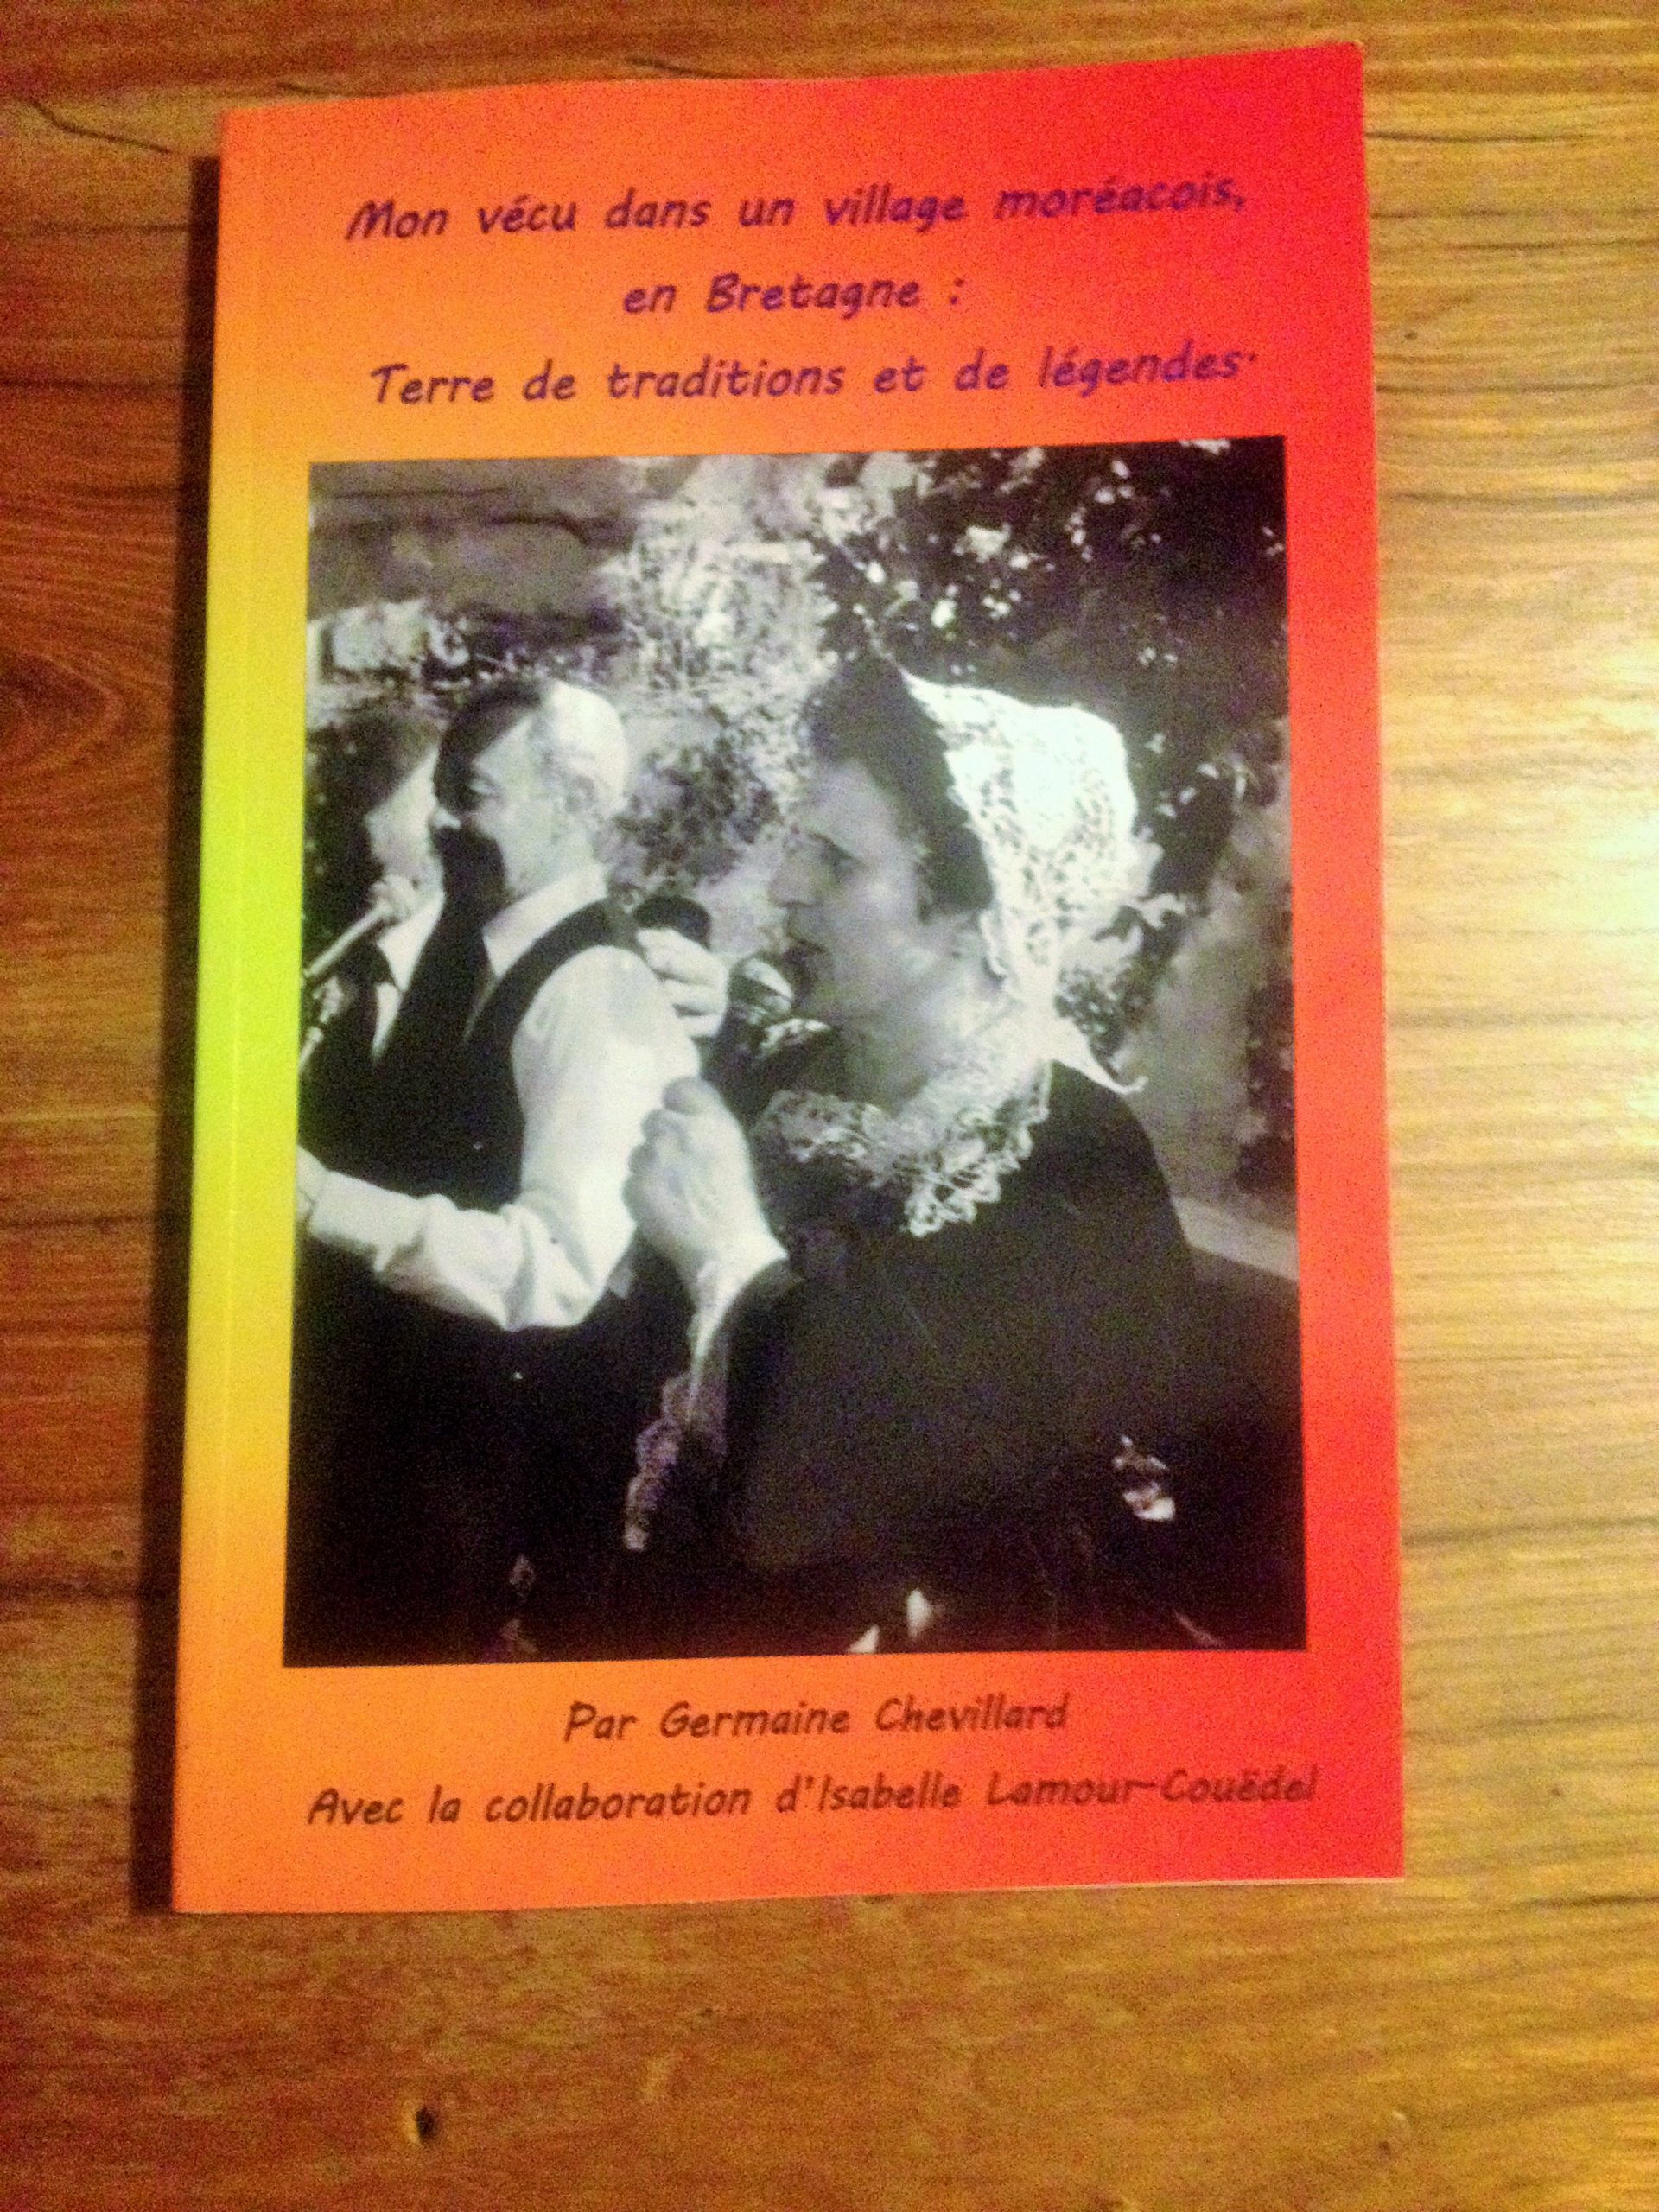 Mon vécu dans un village moréacois,
en Bretagne :
Terre de traditions et de légendes.
Par Germaine Chevillard
Avec la collaboration d'Isabelle Lamour-Couëdel